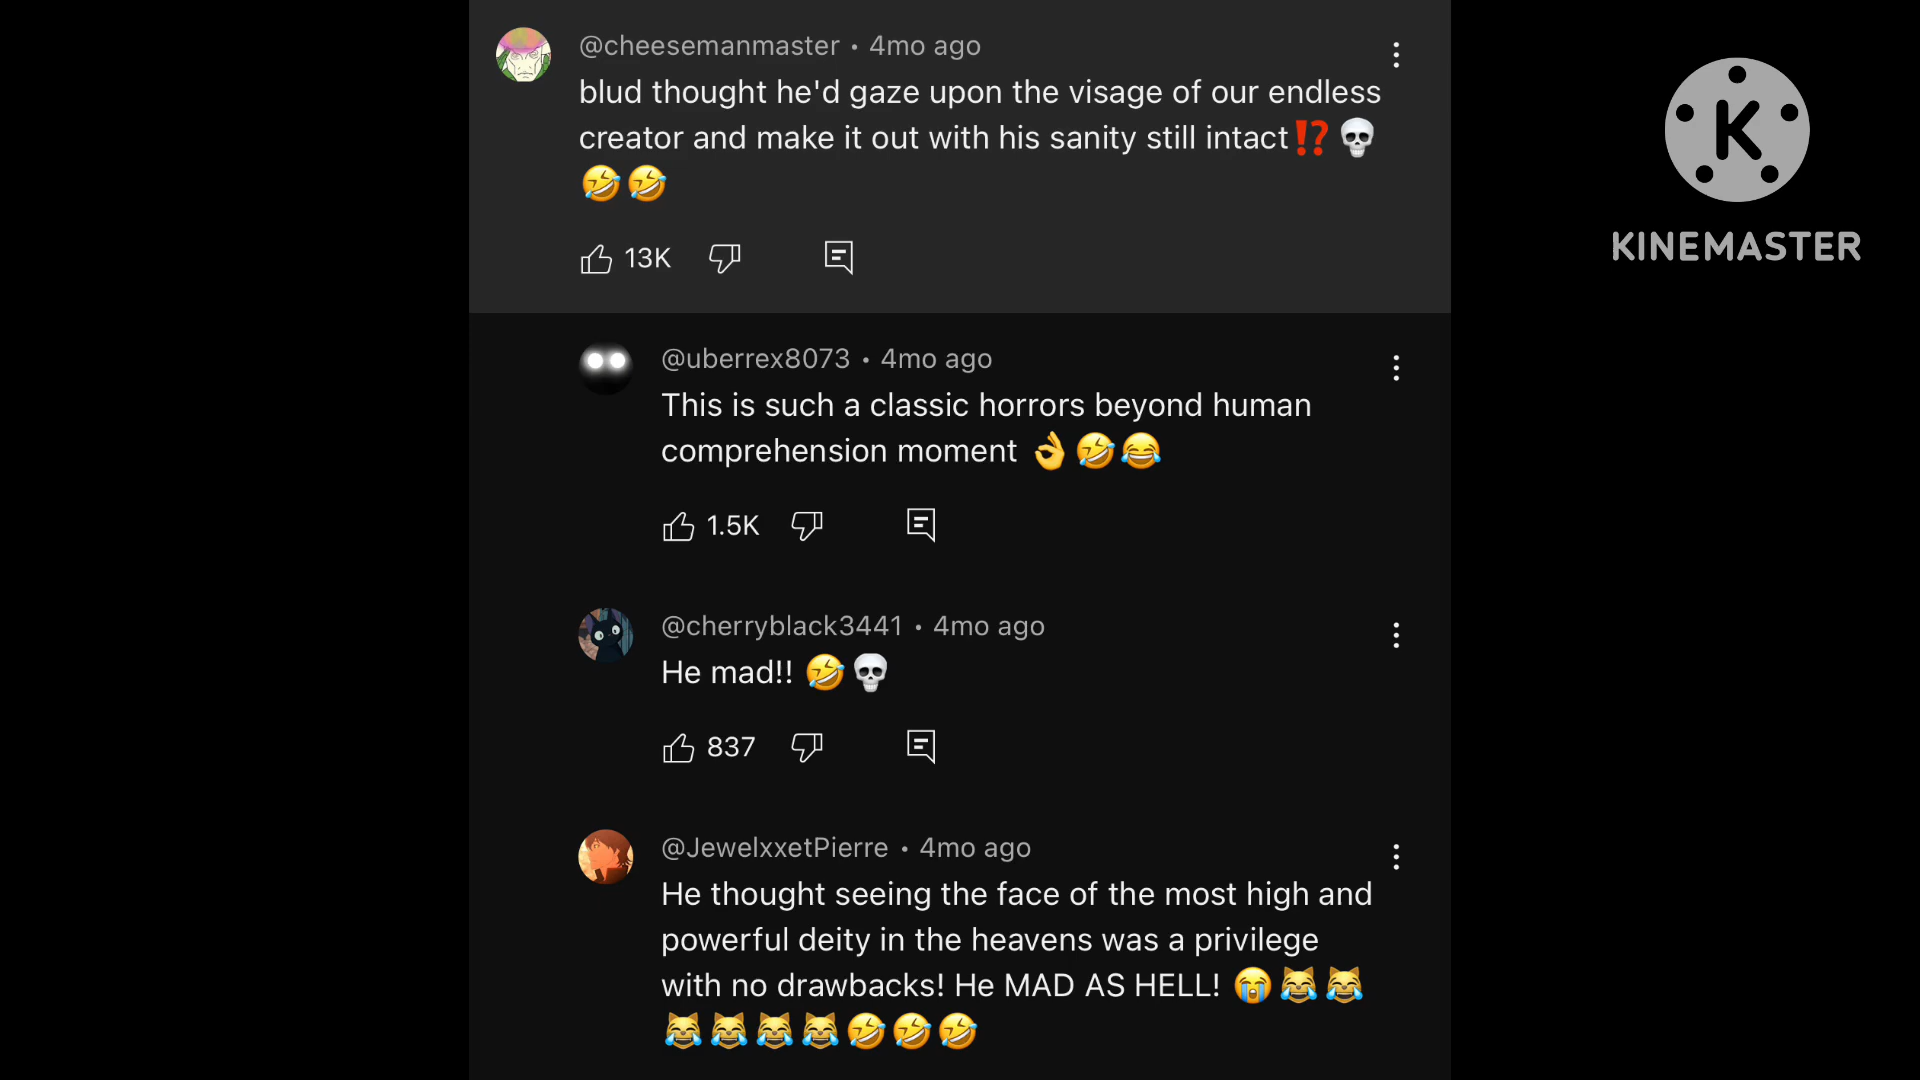 @cheesemanmaster • 4mo ago
blud thought he'd gaze upon the visage of our endless
creator and make it out with his sanity still intact⁉️💀
🤣🤣
13K
@uberrex8073 • 4mo ago
This is such a classic horrors beyond human
comprehension moment 👌🤣😂
1.5K
@cherryblack3441 • 4mo ago
He mad!! 🤣💀
837
@JewelxxetPierre • 4mo ago
He thought seeing the face of the most high and
powerful deity in the heavens was a privilege
with no drawbacks! He MAD AS HELL! 😭😹😹
😹😹😹😹🤣🤣🤣
K
KINEMASTER